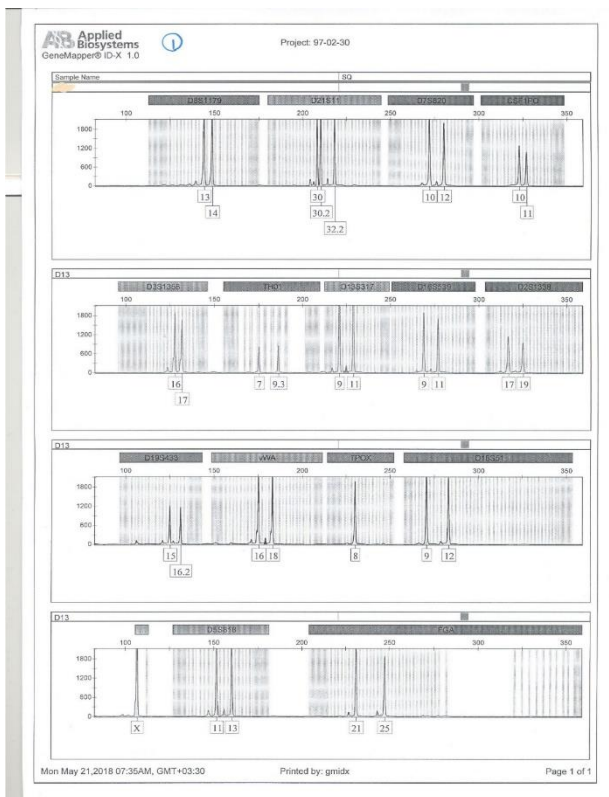 AB Applied Biosystems
GeneMapper® ID-X 1.0
1
Project: 97-02-30
Sample Name SQ
D8S1179 D21S11 D7S820 CSF1PO
100 150 200 250 300 350
1800
1200
600
0
13 30 10 12 10
14 30.2 11
32.2
D13
D3S1358 TH01 D13S317 D16S539 D2S1338
100 150 200 250 300 350
1800
1200
600
0
16 7 9.3 9 11 9 11 17 19
17
D13
D19S433 vWA TPOX D18S51
100 150 200 250 300 350
1800
1200
600
0
15 16 18 8 9 12
16.2
D13
D5S818 FGA
100 150 200 250 300 350
1800
1200
600
0
X 11 13 21 25
Mon May 21,2018 07:35AM, GMT+03:30 Printed by: gmidx Page 1 of 1